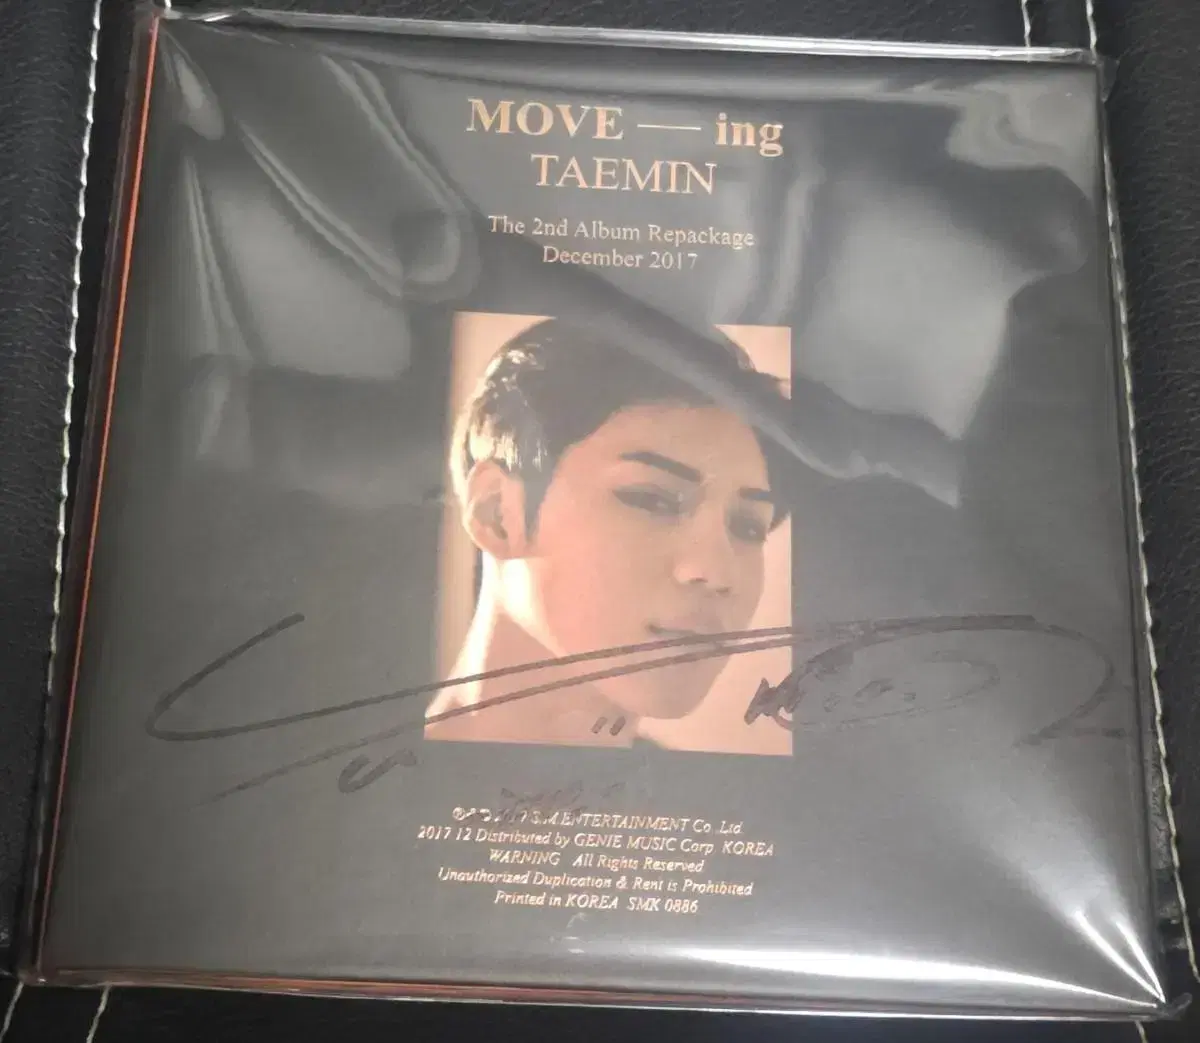 MOVE — ing
TAEMIN
The 2nd Album Repackage
December 2017
2017 S.M.ENTERTAINMENT Co.,Ltd.
2017 12 Distributed by GENIE MUSIC Corp KOREA
WARNING All Rights Reserved
Unauthorized Duplication & Rent is Prohibited
Printed in KOREA SMK 0886